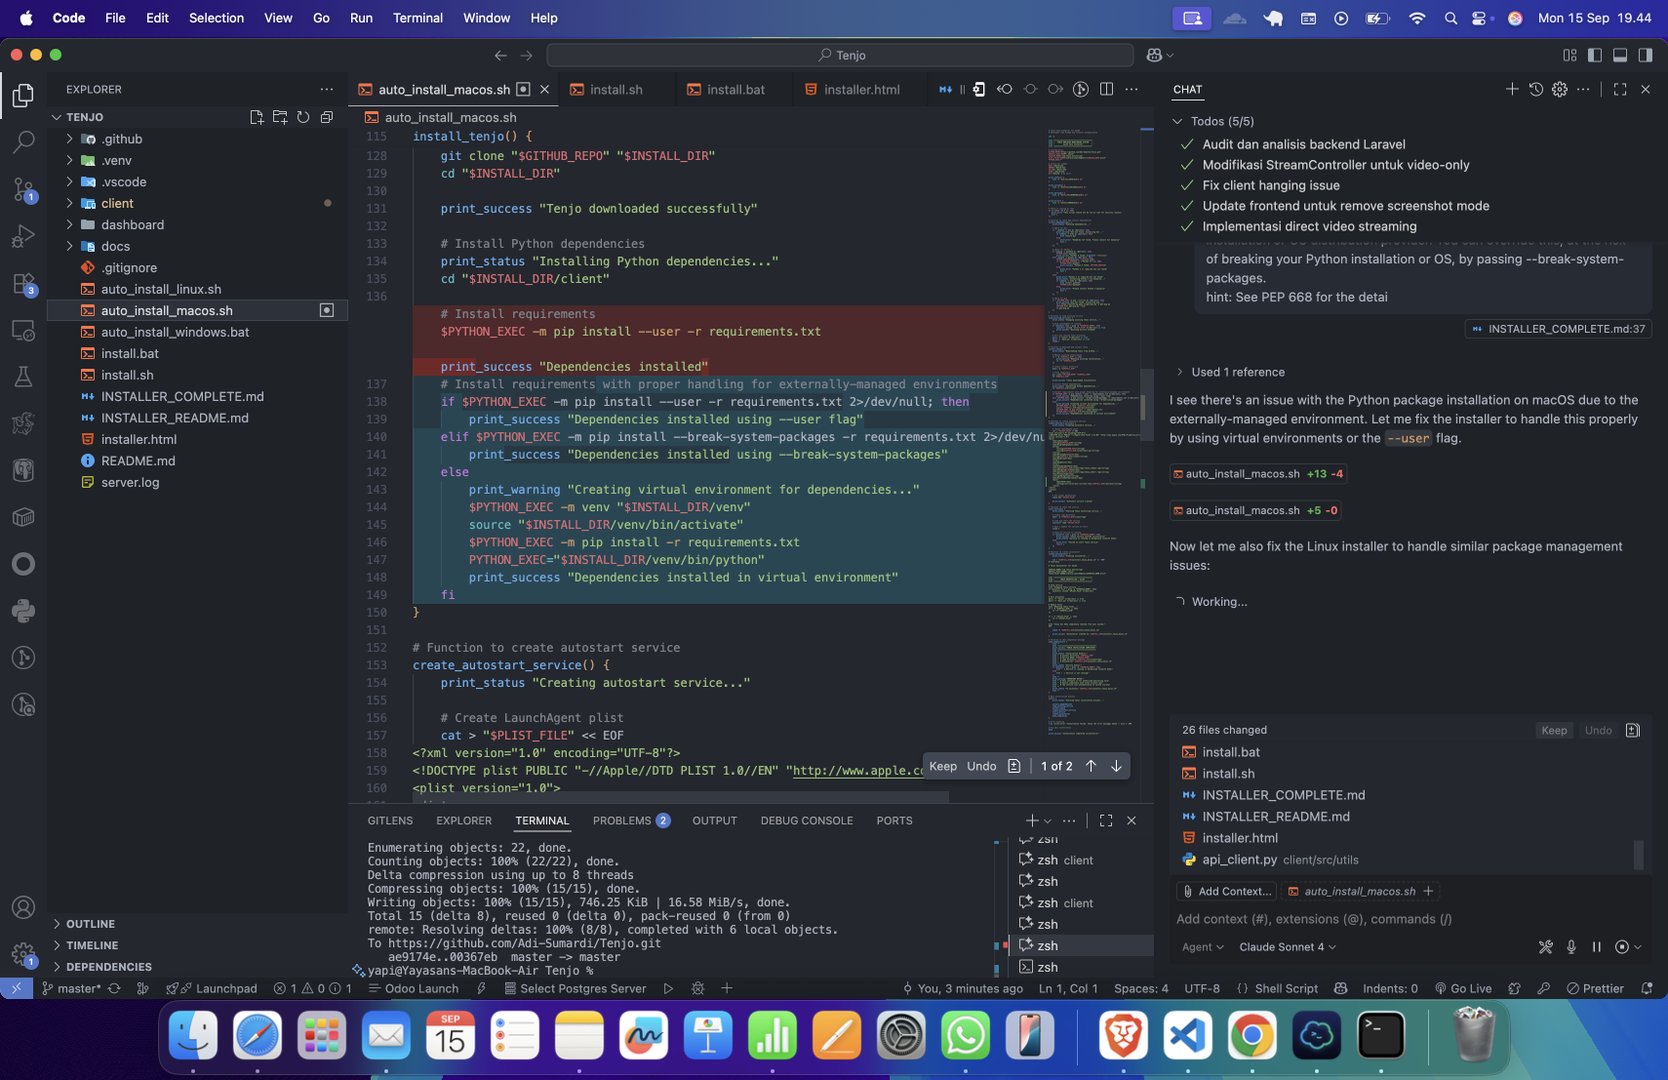 Code File Edit Selection View Go Run Terminal Window Help
Mon 15 Sep 19.44
Tenjo
EXPLORER
TENJO
.github
.venv
.vscode
client
dashboard
docs
.gitignore
auto_install_linux.sh
auto_install_macos.sh
auto_install_windows.bat
install.bat
install.sh
INSTALLER_COMPLETE.md
INSTALLER_README.md
installer.html
README.md
server.log
OUTLINE
TIMELINE
DEPENDENCIES
auto_install_macos.sh install.sh install.bat installer.html
auto_install_macos.sh
115 install_tenjo() {
128 git clone "$GITHUB_REPO" "$INSTALL_DIR"
129 cd "$INSTALL_DIR"
130
131 print_success "Tenjo downloaded successfully"
132
133 # Install Python dependencies
134 print_status "Installing Python dependencies..."
135 cd "$INSTALL_DIR/client"
136
# Install requirements
$PYTHON_EXEC -m pip install --user -r requirements.txt
print_success "Dependencies installed"
137 # Install requirements with proper handling for externally-managed environments
138 if $PYTHON_EXEC -m pip install --user -r requirements.txt 2>/dev/null; then
139 print_success "Dependencies installed using --user flag"
140 elif $PYTHON_EXEC -m pip install --break-system-packages -r requirements.txt 2>/dev/nu
141 print_success "Dependencies installed using --break-system-packages"
142 else
143 print_warning "Creating virtual environment for dependencies..."
144 $PYTHON_EXEC -m venv "$INSTALL_DIR/venv"
145 source "$INSTALL_DIR/venv/bin/activate"
146 $PYTHON_EXEC -m pip install -r requirements.txt
147 PYTHON_EXEC="$INSTALL_DIR/venv/bin/python"
148 print_success "Dependencies installed in virtual environment"
149 fi
150 }
151
152 # Function to create autostart service
153 create_autostart_service() {
154 print_status "Creating autostart service..."
155
156 # Create LaunchAgent plist
157 cat > "$PLIST_FILE" << EOF
158 <?xml version="1.0" encoding="UTF-8"?>
159 <!DOCTYPE plist PUBLIC "-//Apple//DTD PLIST 1.0//EN" "http://www.apple.co
160 <plist version="1.0">
Keep Undo 1 of 2
GITLENS EXPLORER TERMINAL PROBLEMS 2 OUTPUT DEBUG CONSOLE PORTS
Enumerating objects: 22, done.
Counting objects: 100% (22/22), done.
Delta compression using up to 8 threads
Compressing objects: 100% (15/15), done.
Writing objects: 100% (15/15), 746.25 KiB | 16.58 MiB/s, done.
Total 15 (delta 8), reused 0 (delta 0), pack-reused 0 (from 0)
remote: Resolving deltas: 100% (8/8), completed with 6 local objects.
To https://github.com/Adi-Sumardi/Tenjo.git
ae9174e..00367eb master -> master
yapi@Yayasans-MacBook-Air Tenjo %
zsh
zsh client
zsh
zsh client
zsh
zsh
zsh
CHAT
Todos (5/5)
Audit dan analisis backend Laravel
Modifikasi StreamController untuk video-only
Fix client hanging issue
Update frontend untuk remove screenshot mode
Implementasi direct video streaming
installation or OS distribution provider. You can override this, at the risk
of breaking your Python installation or OS, by passing --break-system-
packages.
hint: See PEP 668 for the detai
INSTALLER_COMPLETE.md:37
Used 1 reference
I see there's an issue with the Python package installation on macOS due to the
externally-managed environment. Let me fix the installer to handle this properly
by using virtual environments or the --user flag.
auto_install_macos.sh +13 -4
auto_install_macos.sh +5 -0
Now let me also fix the Linux installer to handle similar package management
issues:
Working...
26 files changed Keep Undo
install.bat
install.sh
INSTALLER_COMPLETE.md
INSTALLER_README.md
installer.html
api_client.py client/src/utils
Add Context... auto_install_macos.sh +
Add context (#), extensions (@), commands (/)
Agent Claude Sonnet 4
master* Launchpad 1 0 1 Odoo Launch Select Postgres Server You, 3 minutes ago Ln 1, Col 1 Spaces: 4 UTF-8 {} Shell Script Indents: 0 Go Live Prettier
SEP
15